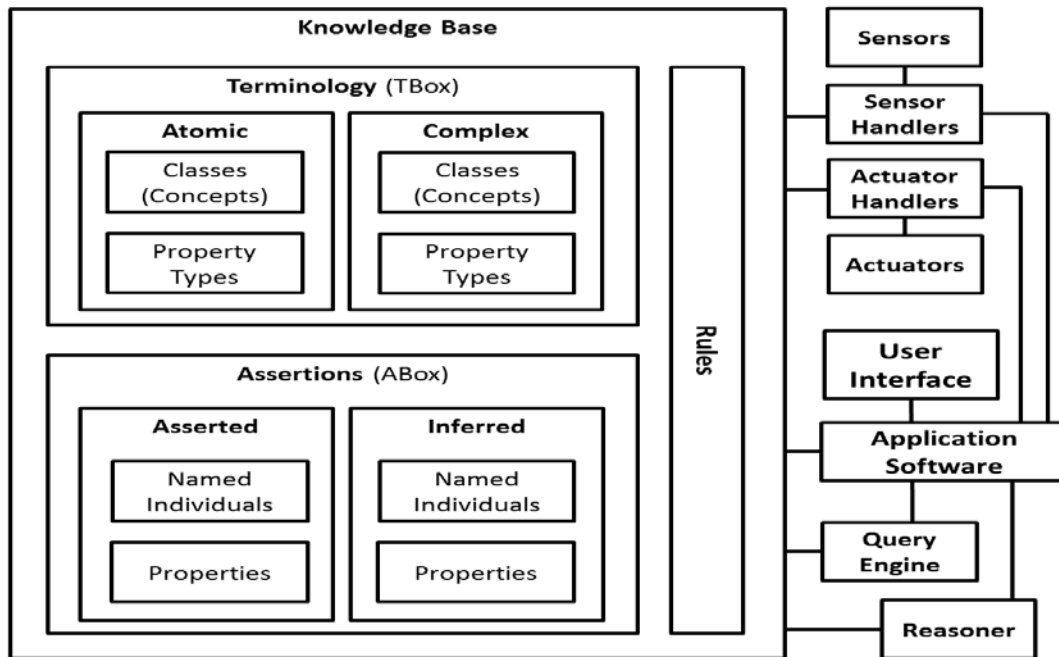 Knowledge Base
Terminology (TBox)
Atomic
Classes
(Concepts)
Property
Types
Complex
Classes
(Concepts)
Property
Types
Assertions (ABox)
Asserted
Named
Individuals
Properties
Inferred
Named
Individuals
Properties
Rules
Sensors
Sensor
Handlers
Actuator
Handlers
Actuators
User
Interface
Application
Software
Query
Engine
Reasoner